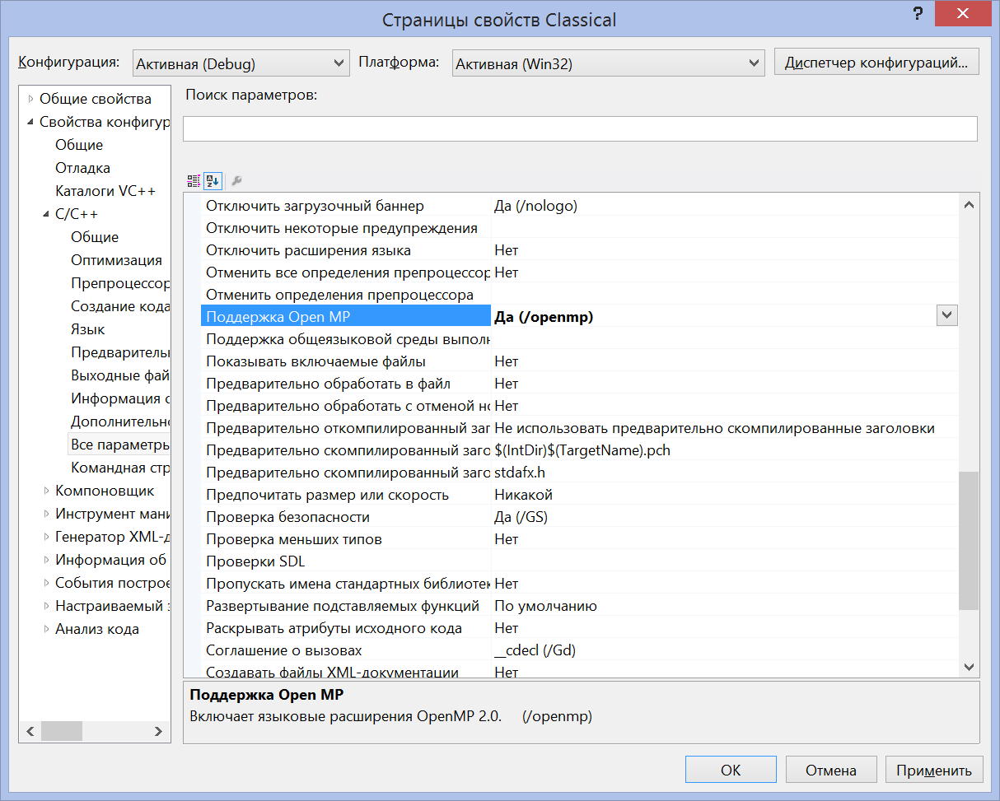 Страницы свойств Classical
?
Конфигурация: Активная (Debug) Платформа: Активная (Win32) Диспетчер конфигураций...
Общие свойства
Свойства конфигур
Общие
Отладка
Каталоги VC++
C/C++
Общие
Оптимизация
Препроцессор
Создание кода
Язык
Предварительн
Выходные фай
Информация о
Дополнительно
Все параметры
Командная стр
Компоновщик
Инструмент мани
Генератор XML-д
Информация об
События построе
Настраиваемый э
Анализ кода
Поиск параметров:
Отключить загрузочный баннер Да (/nologo)
Отключить некоторые предупреждения
Отключить расширения языка Нет
Отменить все определения препроцессор Нет
Отменить определения препроцессора
Поддержка Open MP Да (/openmp)
Поддержка общеязыковой среды выполн
Показывать включаемые файлы Нет
Предварительно обработать в файл Нет
Предварительно обработать с отменой но Нет
Предварительно откомпилированный заг Не использовать предварительно скомпилированные заголовки
Предварительно скомпилированный заго $(IntDir)$(TargetName).pch
Предварительно скомпилированный заго stdafx.h
Предпочитать размер или скорость Никакой
Проверка безопасности Да (/GS)
Проверка меньших типов Нет
Проверки SDL
Пропускать имена стандартных библиотек Нет
Развертывание подставляемых функций По умолчанию
Раскрывать атрибуты исходного кода Нет
Соглашение о вызовах __cdecl (/Gd)
Создавать файлы XML-документации Нет
Поддержка Open MP
Включает языковые расширения OpenMP 2.0. (/openmp)
ОК Отмена Применить